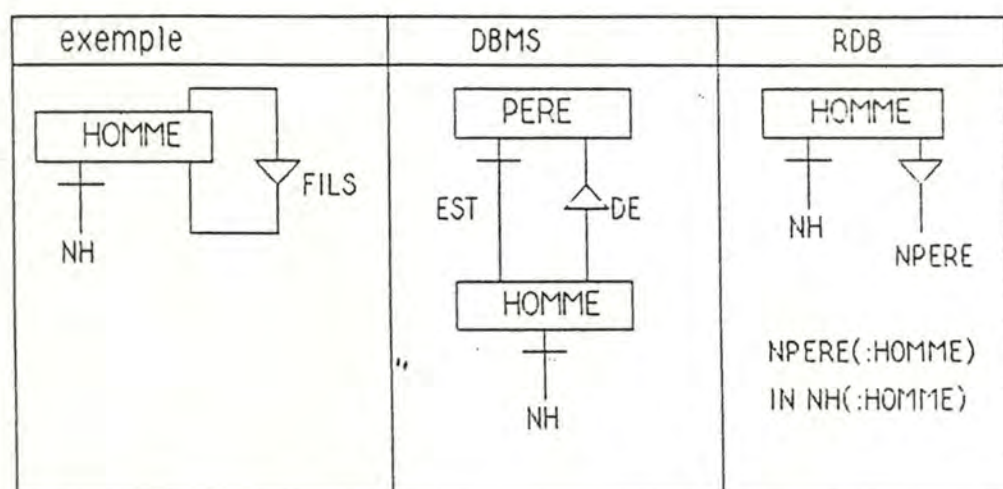 exemple
DBMS
RDB
HOMME
FILS
NH
PERE
EST
DE
HOMME
NH
HOMME
NH
NPERE
NPERE(:HOMME)
IN NH(:HOMME)